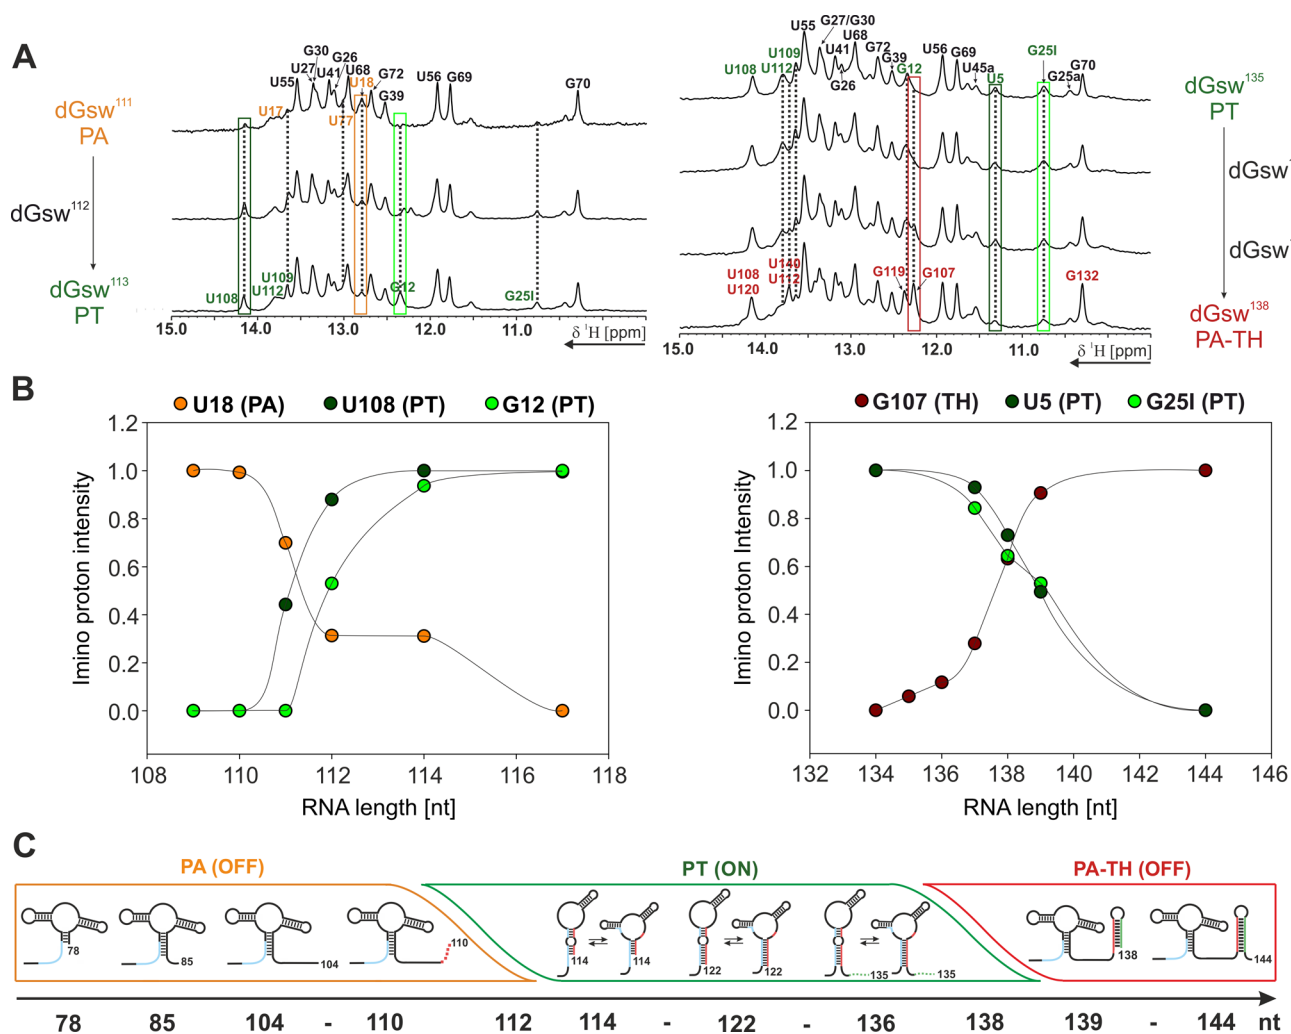 A
dGsw111
PA
dGsw112
dGsw113
PT
U55
U27
G30
U41
G26
U68
U18
G72
G39
U56
G69
G70
U17
U77
U108
U109
U112
G12
G25I
15.0 14.0 13.0 12.0 11.0
δ 1H [ppm]
U55
G27/G30
U68
U109
U41
G72
G39
U56
G69
U108
U112
G26
G12
U45a
U5
G25I
G25a
G70
U108
U120
U140
U112
G119
G107
G132
15.0 14.0 13.0 12.0 11.0
δ 1H [ppm]
dGsw135
PT
dGsw
dGsw
dGsw138
PA-TH
B
U18 (PA) U108 (PT) G12 (PT)
Imino proton intensity
1.2
1.0
0.8
0.6
0.4
0.2
0.0
108 110 112 114 116 118
RNA length [nt]
G107 (TH) U5 (PT) G25I (PT)
Imino proton Intensity
1.2
1.0
0.8
0.6
0.4
0.2
0.0
132 134 136 138 140 142 144 146
RNA length [nt]
C
PA (OFF) PT (ON) PA-TH (OFF)
78 85 104 110 114 114 122 122 135 135 138 144
78 85 104 - 110 112 114 - 122 - 136 138 139 - 144 nt